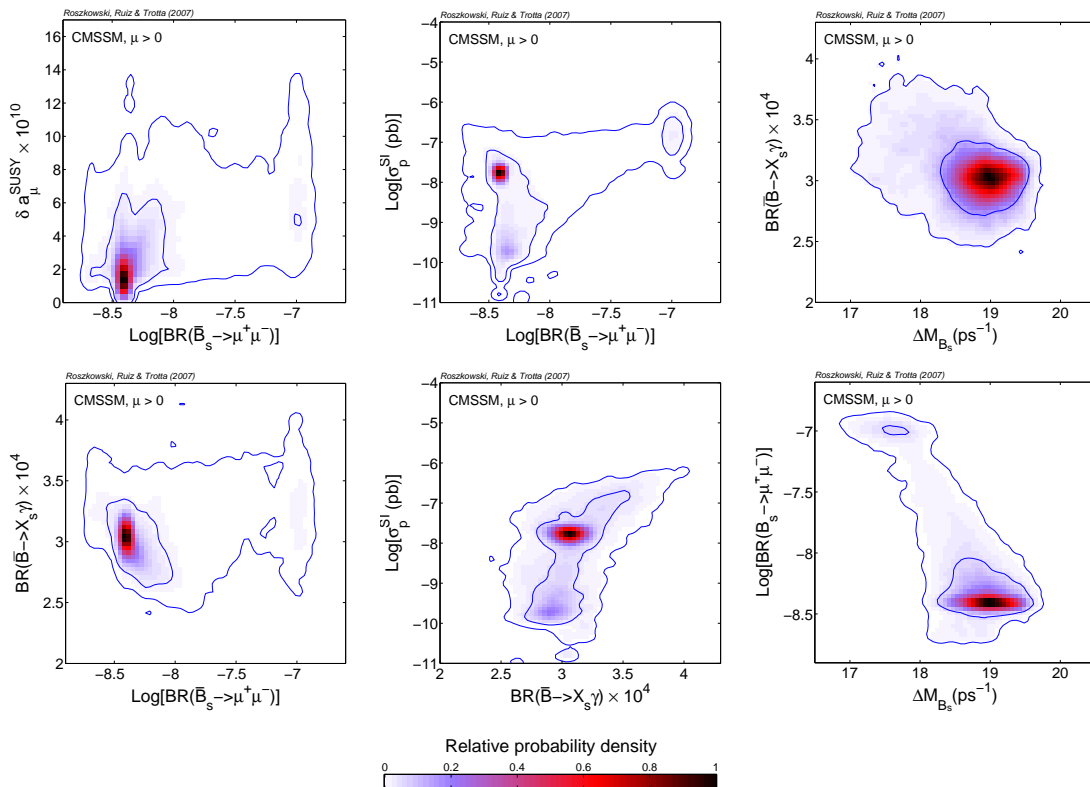 Roszkowski, Ruiz & Trotta (2007)
CMSSM, μ > 0
δ a_μ^SUSY × 10^10
16
14
12
10
8
6
4
2
0
−8.5
−8
−7.5
−7
Log[BR(B̅_s−>μ^+μ^−)]
Roszkowski, Ruiz & Trotta (2007)
CMSSM, μ > 0
Log[σ_p^SI (pb)]
−4
−5
−6
−7
−8
−9
−10
−11
−8.5
−8
−7.5
−7
Log[BR(B̅_s−>μ^+μ^−)]
Roszkowski, Ruiz & Trotta (2007)
CMSSM, μ > 0
BR(B̅−>X_s γ) × 10^4
4
3.5
3
2.5
2
17
18
19
20
ΔM_B_s (ps^−1)
Roszkowski, Ruiz & Trotta (2007)
CMSSM, μ > 0
BR(B̅−>X_s γ) × 10^4
4
3.5
3
2.5
2
−8.5
−8
−7.5
−7
Log[BR(B̅_s−>μ^+μ^−)]
Roszkowski, Ruiz & Trotta (2007)
CMSSM, μ > 0
Log[σ_p^SI (pb)]
−4
−5
−6
−7
−8
−9
−10
−11
2
2.5
3
3.5
4
BR(B̅−>X_s γ) × 10^4
Roszkowski, Ruiz & Trotta (2007)
CMSSM, μ > 0
Log[BR(B_s−>μ^+μ^−)]
−7
−7.5
−8
−8.5
17
18
19
20
ΔM_B_s (ps^−1)
Relative probability density
0
0.2
0.4
0.6
0.8
1